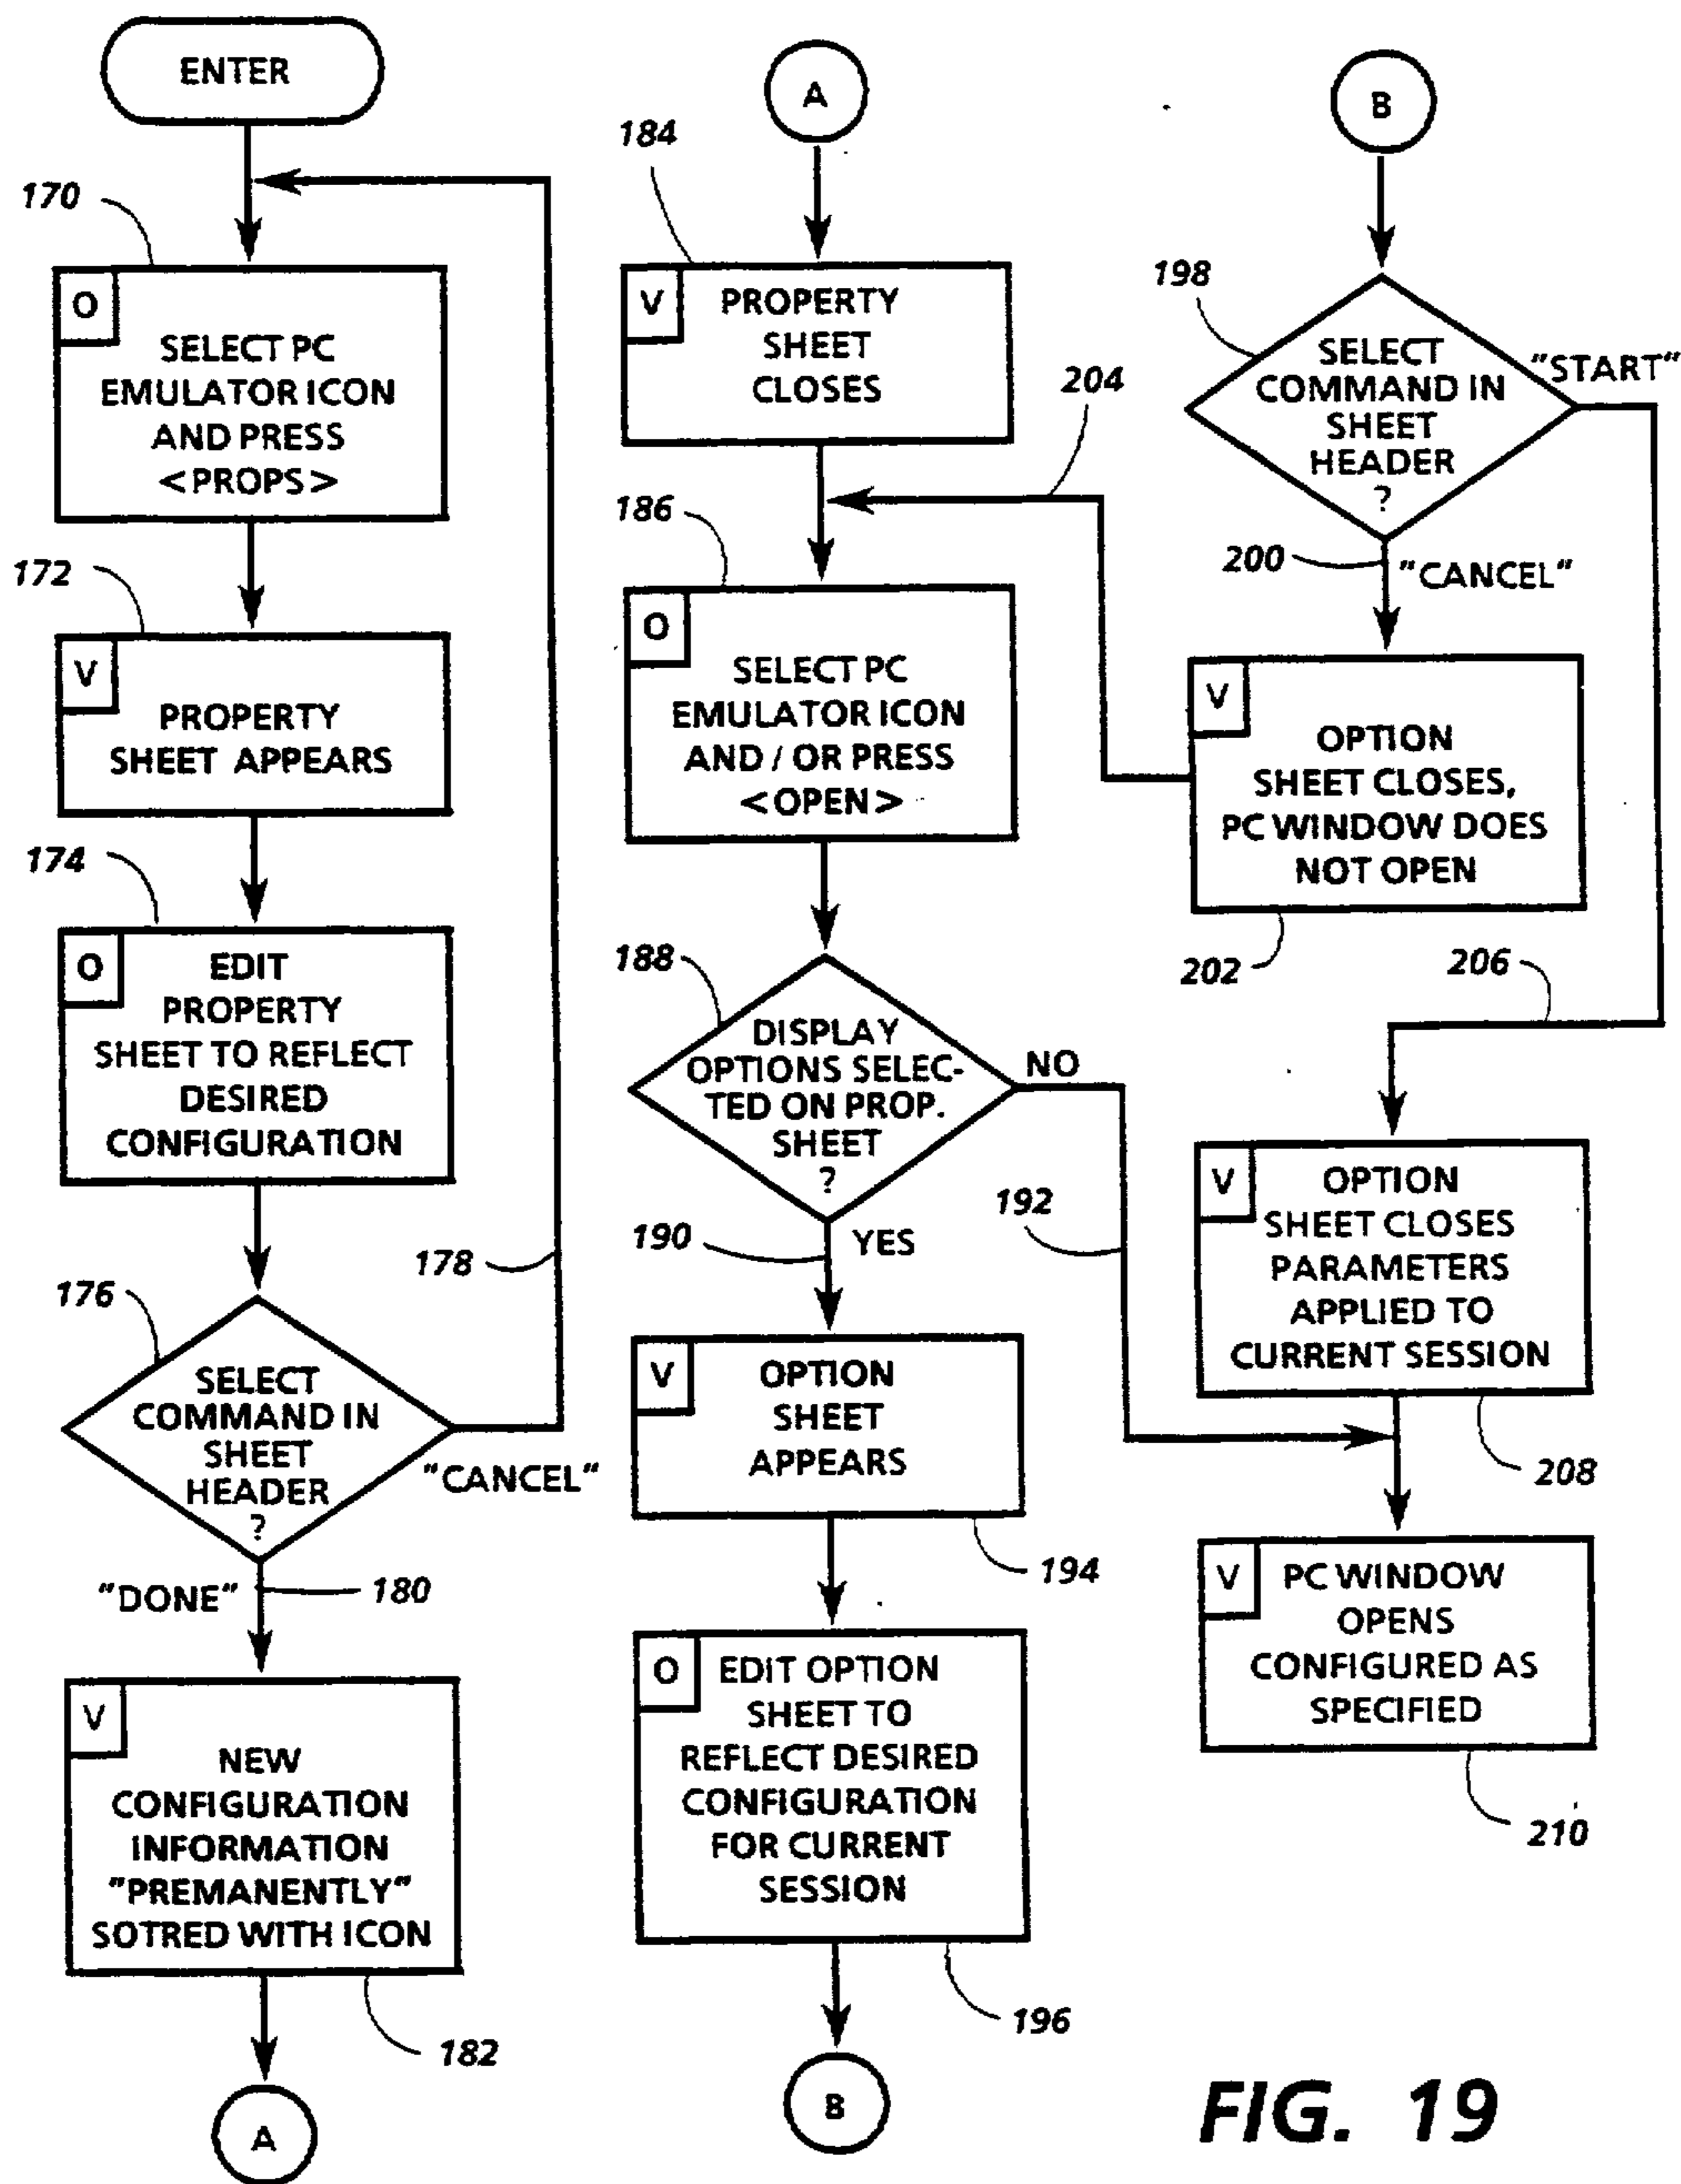 ENTER
170
O
SELECT PC
EMULATOR ICON
AND PRESS
<PROPS>
172
V
PROPERTY
SHEET APPEARS
174
O
EDIT
PROPERTY
SHEET TO REFLECT
DESIRED
CONFIGURATION
176
178
SELECT
COMMAND IN
SHEET
HEADER
?
"CANCEL"
"DONE"
180
V
NEW
CONFIGURATION
INFORMATION
"PREMANENTLY"
SOTRED WITH ICON
182
A
A
184
V
PROPERTY
SHEET
CLOSES
204
186
O
SELECT PC
EMULATOR ICON
AND / OR PRESS
<OPEN>
188
DISPLAY
OPTIONS SELEC-
TED ON PROP.
SHEET
?
NO
190
YES
192
V
OPTION
SHEET
APPEARS
194
O
EDIT OPTION
SHEET TO
REFLECT DESIRED
CONFIGURATION
FOR CURRENT
SESSION
196
B
B
198
SELECT
COMMAND IN
SHEET
HEADER
?
"START"
200
"CANCEL"
V
OPTION
SHEET CLOSES,
PC WINDOW DOES
NOT OPEN
202
206
V
OPTION
SHEET CLOSES
PARAMETERS
APPLIED TO
CURRENT SESSION
208
V
PC WINDOW
OPENS
CONFIGURED AS
SPECIFIED
210
FIG. 19